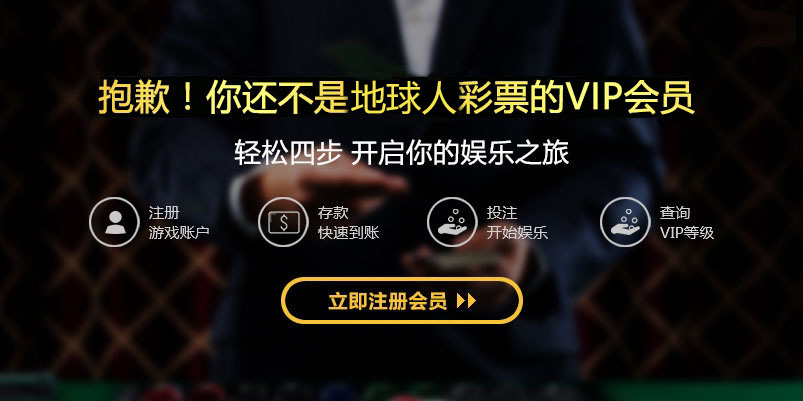 抱歉！你还不是地球人彩票的VIP会员
轻松四步 开启你的娱乐之旅
注册
游戏账户
存款
快速到账
投注
开始娱乐
查询
VIP等级
立即注册会员